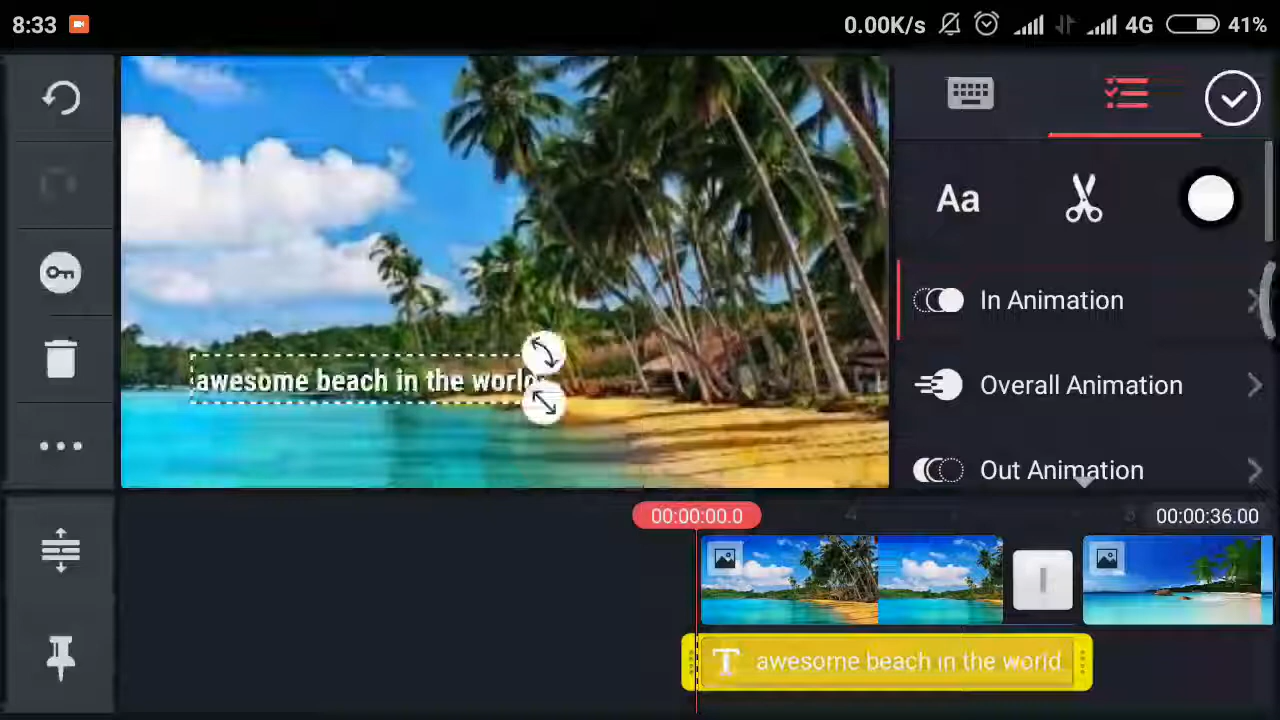 8:33 0.00K/s 4G 41%
Aa
In Animation
awesome beach in the world
Overall Animation
Out Animation
00:00:00.0 00:00:36.00
T awesome beach in the world